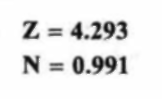 Z = 4.293
N = 0.991